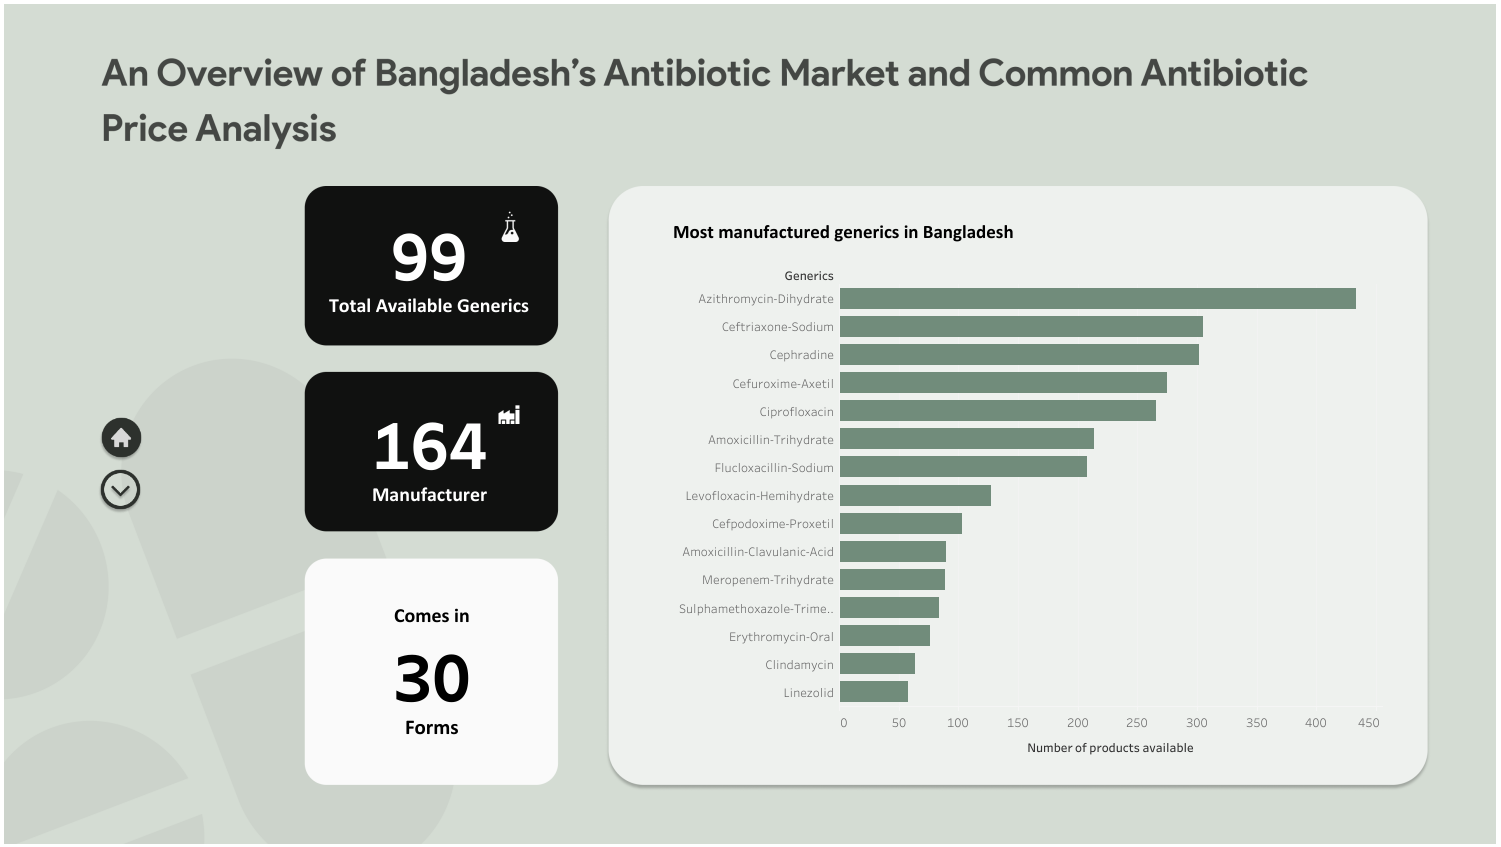 An Overview of Bangladesh’s Antibiotic Market and Common Antibiotic
Price Analysis
99
Total Available Generics
164
Manufacturer
Comes in
30
Forms
Most manufactured generics in Bangladesh
Generics
Azithromycin-Dihydrate
Ceftriaxone-Sodium
Cephradine
Cefuroxime-Axetil
Ciprofloxacin
Amoxicillin-Trihydrate
Flucloxacillin-Sodium
Levofloxacin-Hemihydrate
Cefpodoxime-Proxetil
Amoxicillin-Clavulanic-Acid
Meropenem-Trihydrate
Sulphamethoxazole-Trime..
Erythromycin-Oral
Clindamycin
Linezolid
0 50 100 150 200 250 300 350 400 450
Number of products available